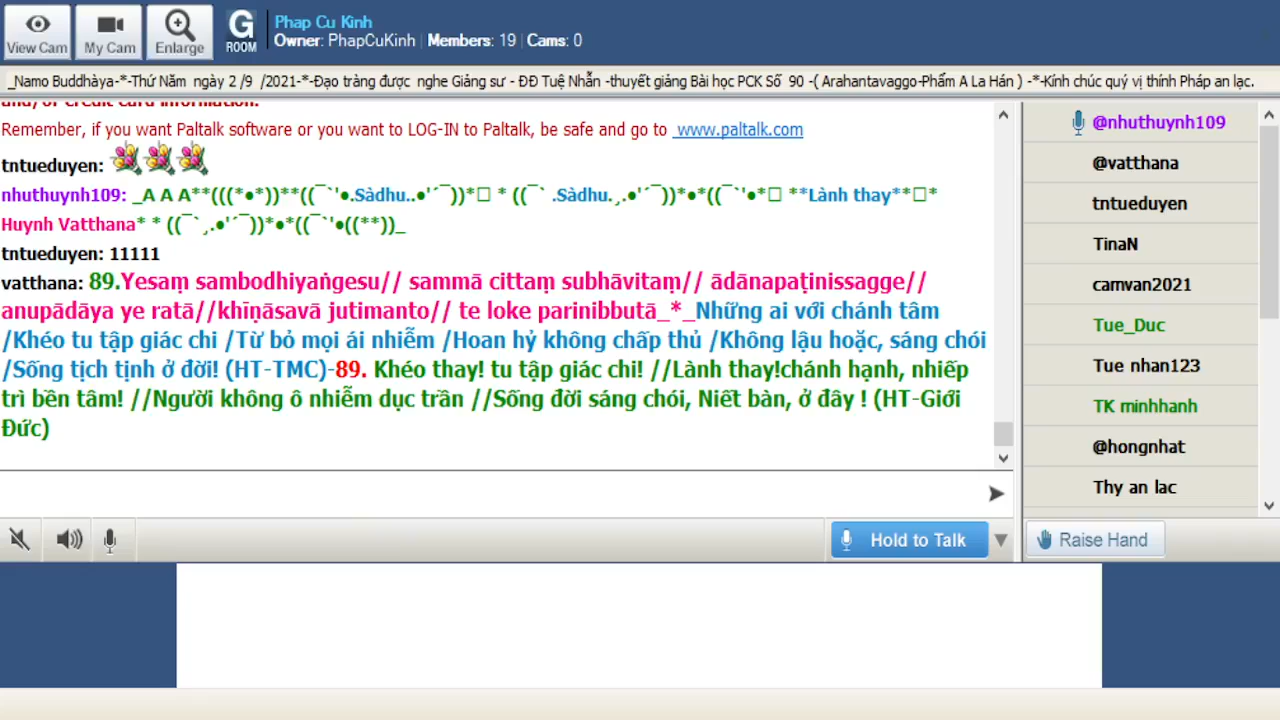 View Cam
My Cam
Enlarge
G
ROOM
Phap Cu Kinh
Owner: PhapCuKinh | Members: 19 | Cams: 0
_Namo Buddhàya-*-Thứ Năm ngày 2 /9 /2021-*-Đạo tràng được nghe Giảng sư - ĐĐ Tuệ Nhẫn -thuyết giảng Bài học PCK Số 90 -( Arahantavaggo-Phẩm A La Hán ) -*-Kính chúc quý vị thính Pháp an lạc.
and/or Credit Card information.
Remember, if you want Paltalk software or you want to LOG-IN to Paltalk, be safe and go to www.paltalk.com
tntueduyen:
nhuthuynh109: _A A A**(((*•*))**((¯`'•.Sàdhu..•'´¯))*□ * ((¯` .Sàdhu.¸.•'´¯))*•*((¯`'•*□ **Lành thay**□*
Huynh Vatthana* * ((¯`¸.•'´¯))*•*((¯`'•((**))_
tntueduyen: 11111
vatthana: 89.Yesaṃ sambodhiyaṅgesu// sammā cittaṃ subhāvitaṃ// ādānapaṭinissagge//
anupādāya ye ratā//khīṇāsavā jutimanto// te loke parinibbutā_*_Những ai với chánh tâm
/Khéo tu tập giác chi /Từ bỏ mọi ái nhiễm /Hoan hỷ không chấp thủ /Không lậu hoặc, sáng chói
/Sống tịch tịnh ở đời! (HT-TMC)-89. Khéo thay! tu tập giác chi! //Lành thay!chánh hạnh, nhiếp
trì bền tâm! //Người không ô nhiễm dục trần //Sống đời sáng chói, Niết bàn, ở đây ! (HT-Giới
Đức)
@nhuthuynh109
@vatthana
tntueduyen
TinaN
camvan2021
Tue_Duc
Tue nhan123
TK minhhanh
@hongnhat
Thy an lac
Hold to Talk
Raise Hand